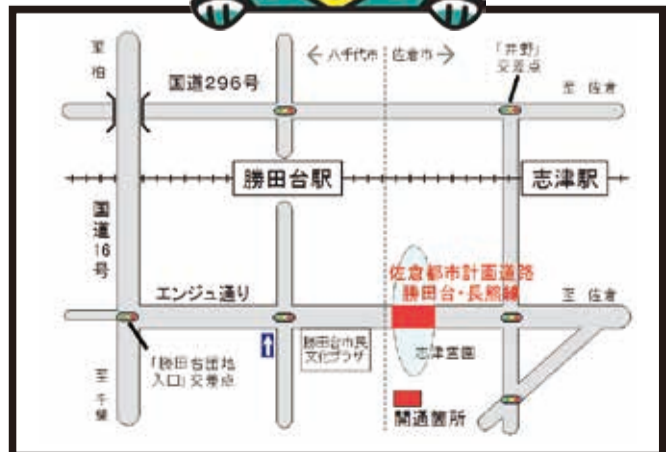 至
柏
国道296号
← 八千代市
佐倉市 →
「井野」
交差点
至 佐倉
勝田台駅
志津駅
国道16号
エンジュ通り
佐倉都市計画道路
勝田台・長熊線
至 佐倉
「勝田台団地
入口」交差点
勝田台市民
文化プラザ
志津霊園
至
千葉
開通箇所